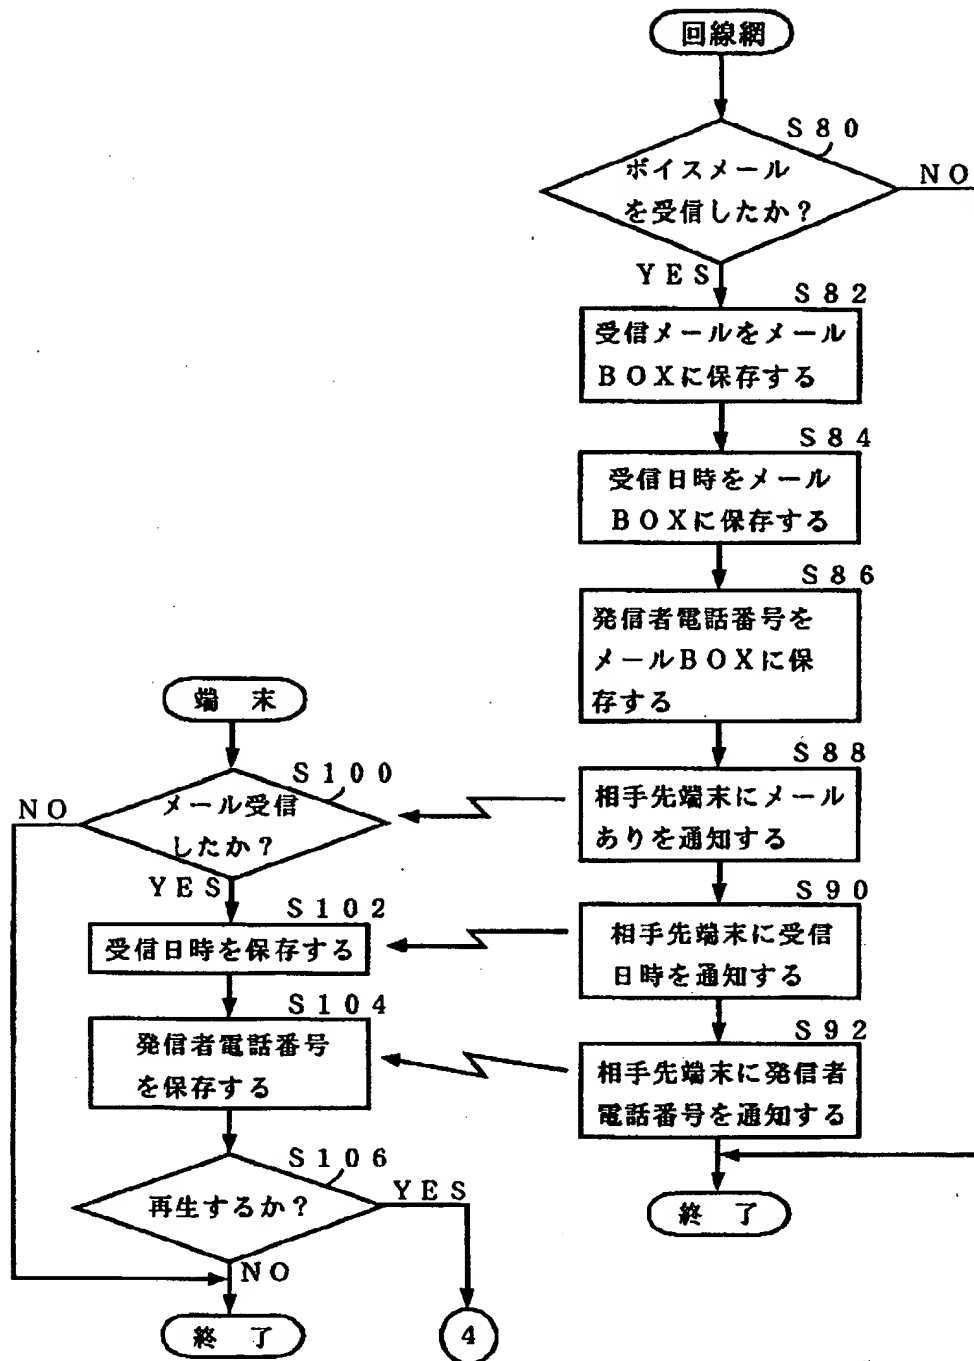 回線網
S80
ボイスメール
を受信したか?
NO
YES
S82
受信メールをメール
BOXに保存する
S84
受信日時をメール
BOXに保存する
S86
発信者電話番号を
メールBOXに保
存する
S88
相手先端末にメール
ありを通知する
S90
相手先端末に受信
日時を通知する
S92
相手先端末に発信者
電話番号を通知する
終了
端末
S100
メール受信
したか?
NO
YES
S102
受信日時を保存する
S104
発信者電話番号
を保存する
S106
再生するか?
YES
NO
終了
4